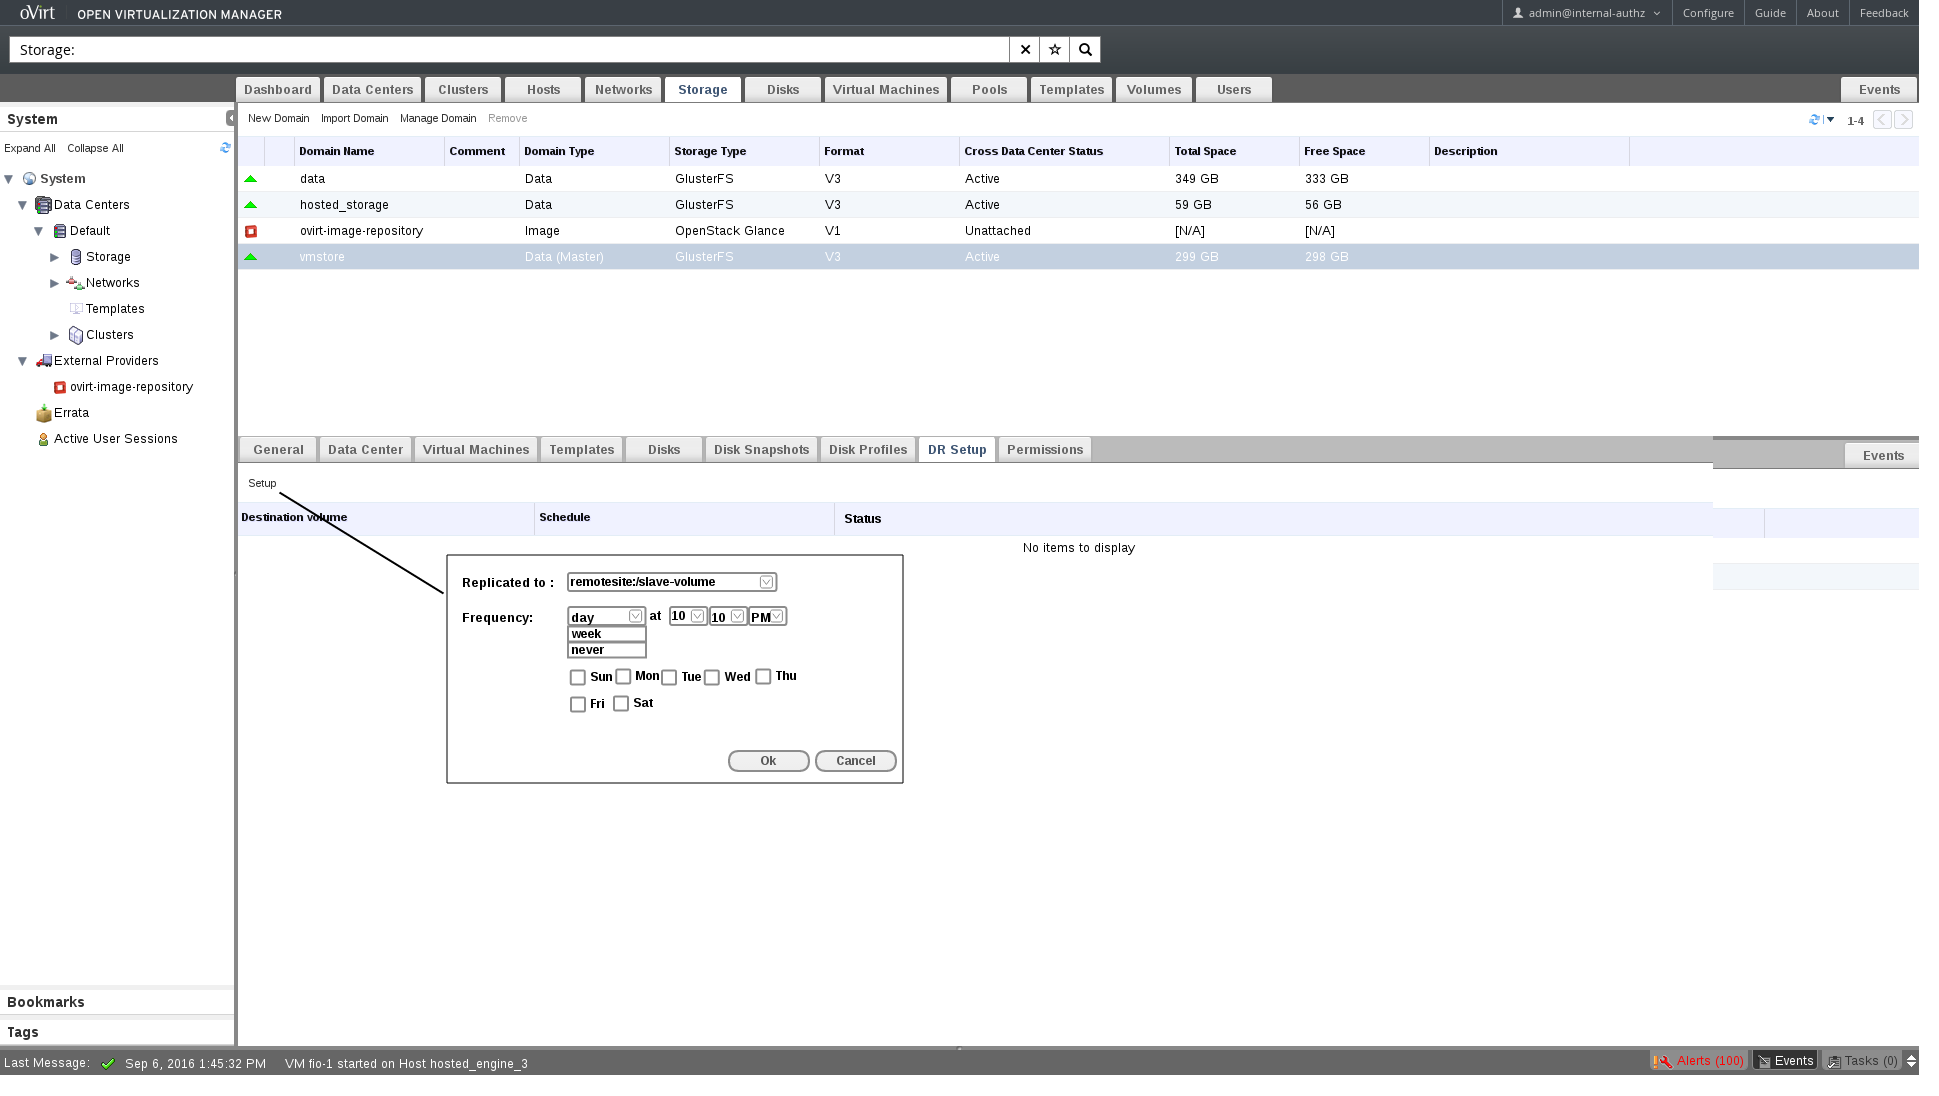 oVirt OPEN VIRTUALIZATION MANAGER admin@internal-authz Configure Guide About Feedback
Storage:
Dashboard Data Centers Clusters Hosts Networks Storage Disks Virtual Machines Pools Templates Volumes Users Events
System
New Domain Import Domain Manage Domain Remove 1-4
Expand All Collapse All
Domain Name Comment Domain Type Storage Type Format Cross Data Center Status Total Space Free Space Description
System
data Data GlusterFS V3 Active 349 GB 333 GB
Data Centers
hosted_storage Data GlusterFS V3 Active 59 GB 56 GB
Default
ovirt-image-repository Image OpenStack Glance V1 Unattached [N/A] [N/A]
Storage
vmstore Data (Master) GlusterFS V3 Active 299 GB 298 GB
Networks
Templates
Clusters
External Providers
ovirt-image-repository
Errata
Active User Sessions
General Data Center Virtual Machines Templates Disks Disk Snapshots Disk Profiles DR Setup Permissions Events
Setup
Destination volume Schedule Status
No items to display
Replicated to : remotesite:/slave-volume
Frequency: day at 10 10 PM
week
never
Sun Mon Tue Wed Thu
Fri Sat
Ok Cancel
Bookmarks
Tags
Last Message: Sep 6, 2016 1:45:32 PM VM fio-1 started on Host hosted_engine_3 Alerts (100) Events Tasks (0)